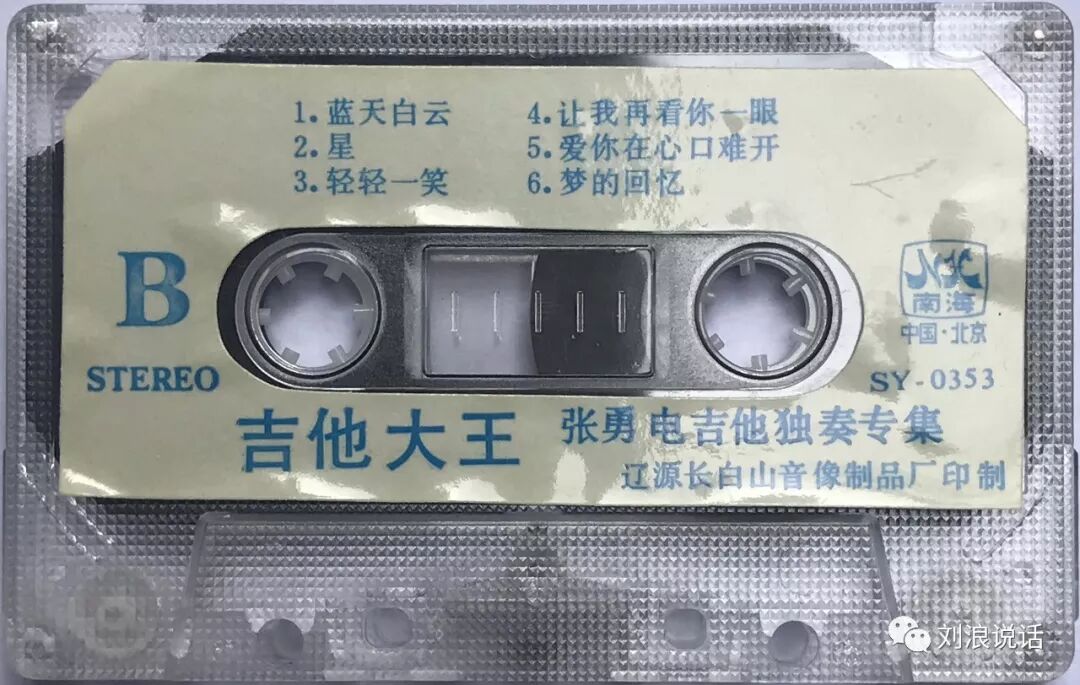 1.蓝天白云
2.星
3.轻轻一笑
4.让我再看你一眼
5.爱你在心口难开
6.梦的回忆
B
STEREO
南海
中国·北京
SY-0353
吉他大王 张勇 电吉他独奏专集
辽源长白山音像制品厂印制
刘浪说话